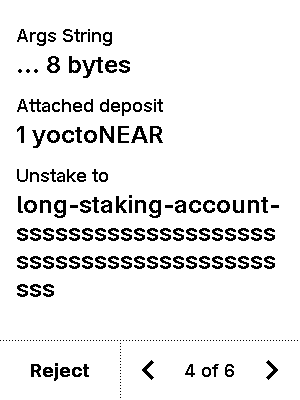 Args String
... 8 bytes
Attached deposit
1 yoctoNEAR
Unstake to
long-staking-account-
ssssssssssssssssssss
ssssssssssssssssssss
sss
Reject
4 of 6